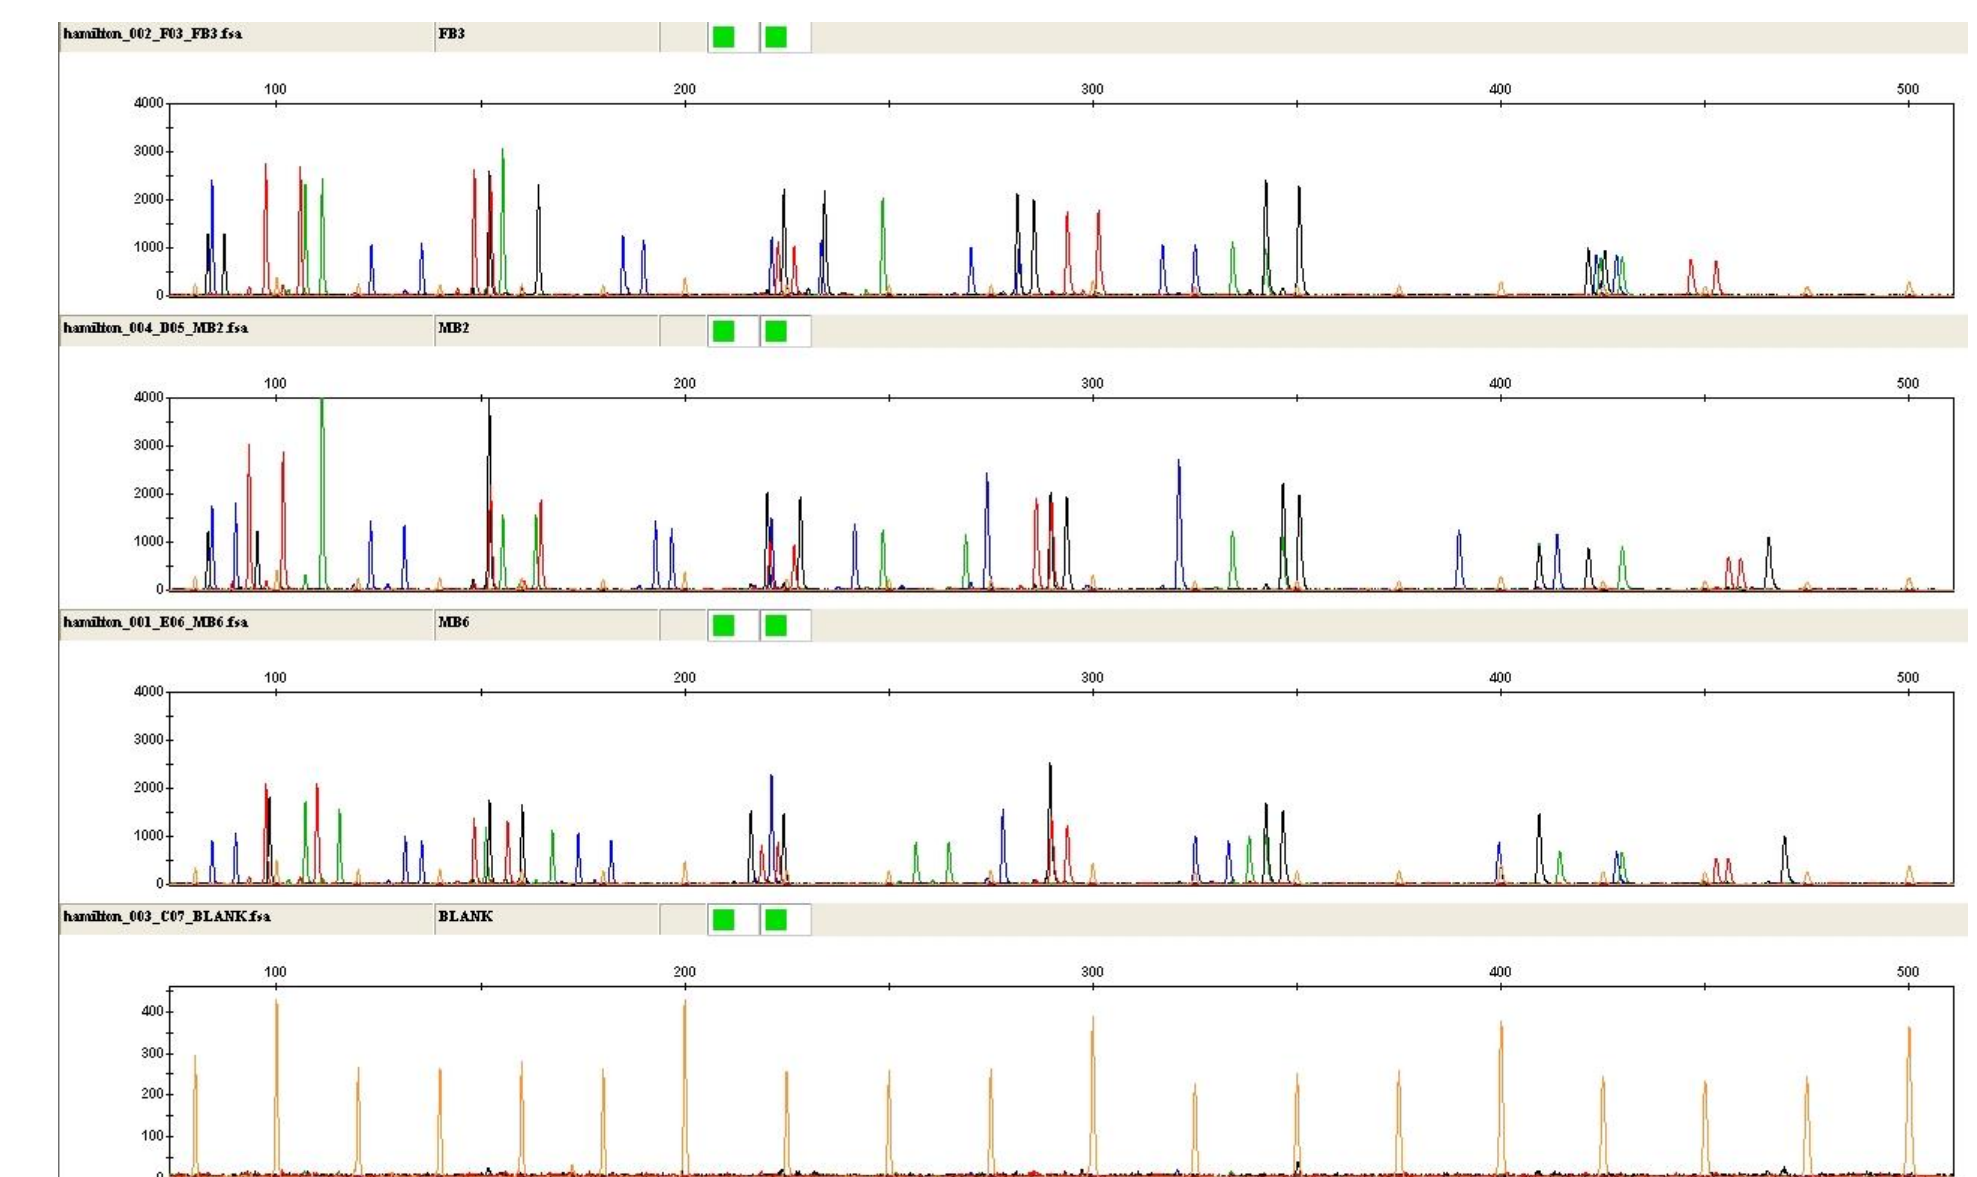 hamilton_002_F03_FB3.fsa FB3
100 200 300 400 500
4000
3000
2000
1000
0
hamilton_004_D05_MB2.fsa MB2
100 200 300 400 500
4000
3000
2000
1000
0
hamilton_001_E06_MB6.fsa MB6
100 200 300 400 500
4000
3000
2000
1000
0
hamilton_003_C07_BLANK.fsa BLANK
100 200 300 400 500
400
300
200
100
0